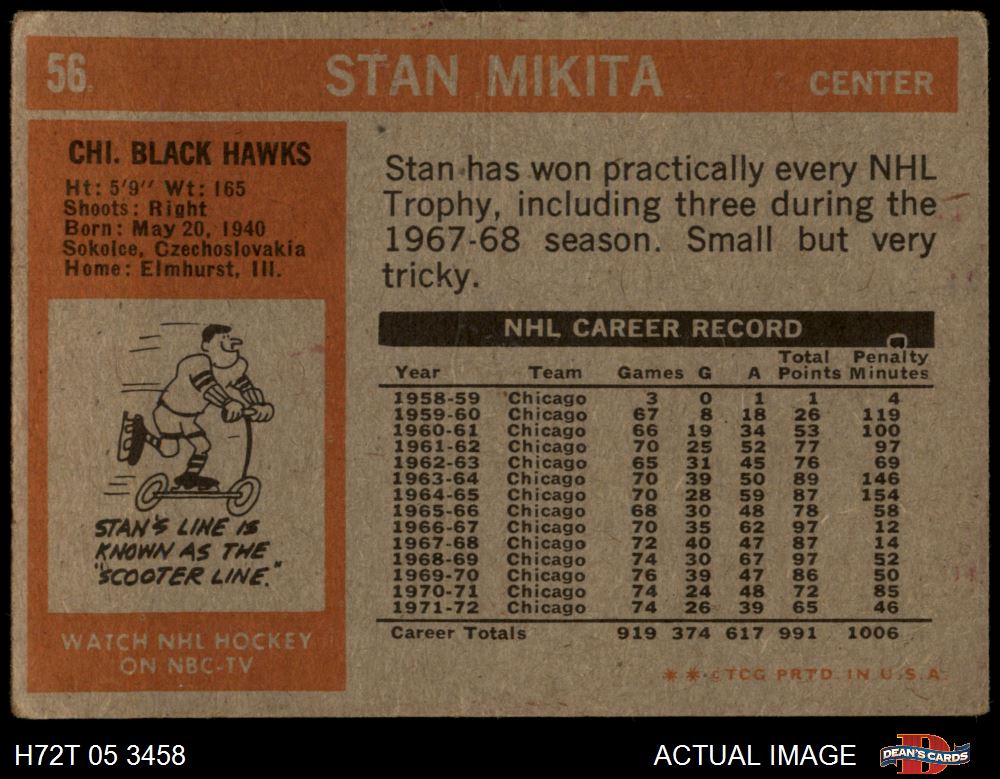 56 STAN MIKITA CENTER
CHI. BLACK HAWKS
Ht: 5'9" Wt: 165
Shoots: Right
Born: May 20, 1940
Sokolce, Czechoslovakia
Home: Elmhurst, Ill.
Stan has won practically every NHL
Trophy, including three during the
1967-68 season. Small but very
tricky.
STAN'S LINE IS
KNOWN AS THE
"SCOOTER LINE."
WATCH NHL HOCKEY
ON NBC-TV
NHL CAREER RECORD
Year Team Games G A Total Points Penalty Minutes
1958-59 Chicago 3 0 1 1 4
1959-60 Chicago 67 8 18 26 119
1960-61 Chicago 66 19 34 53 100
1961-62 Chicago 70 25 52 77 97
1962-63 Chicago 65 31 45 76 69
1963-64 Chicago 70 39 50 89 146
1964-65 Chicago 70 28 59 87 154
1965-66 Chicago 68 30 48 78 58
1966-67 Chicago 70 35 62 97 12
1967-68 Chicago 72 40 47 87 14
1968-69 Chicago 74 30 67 97 52
1969-70 Chicago 76 39 47 86 50
1970-71 Chicago 74 24 48 72 85
1971-72 Chicago 74 26 39 65 46
Career Totals 919 374 617 991 1006
**©TCG PRTD. IN U.S.A.
H72T 05 3458
ACTUAL IMAGE
DEAN'S CARDS